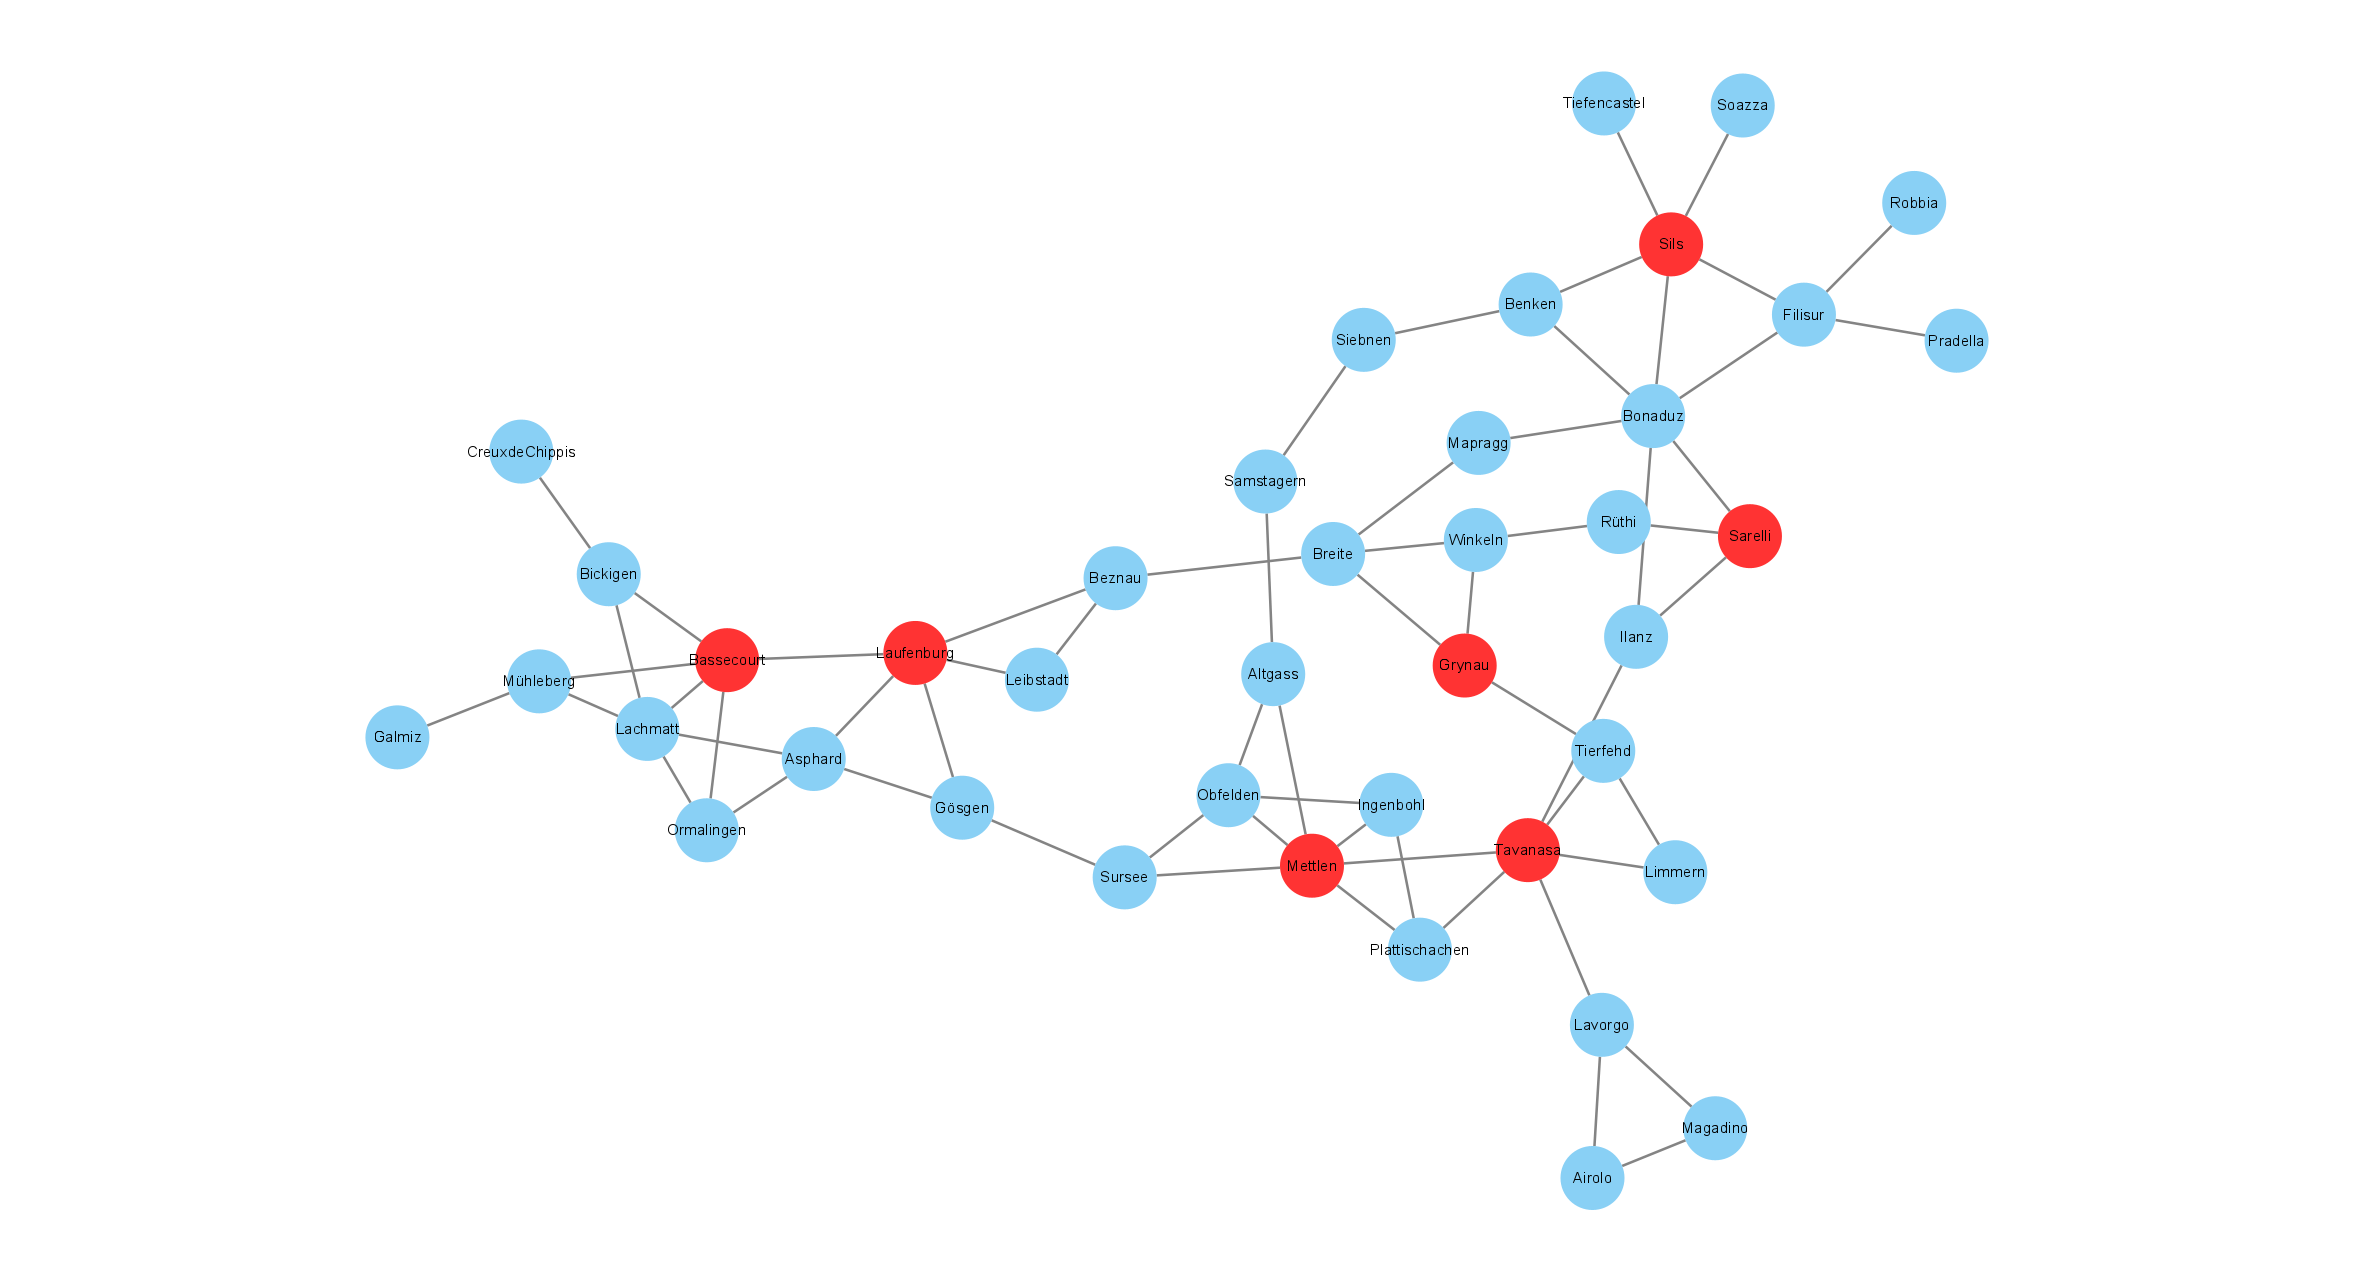 Tiefencastel
Soazza
Robbia
Sils
Benken
Filisur
Siebnen
Pradella
Bonaduz
Mapragg
CreuxdeChippis
Samstagern
Rüthi
Sarelli
Winkeln
Breite
Bickigen
Beznau
Ilanz
Laufenburg
Bassecourt
Grynau
Altgass
Leibstadt
Mühleberg
Lachmatt
Galmiz
Tierfehd
Asphard
Obfelden
Ingenbohl
Gösgen
Ormalingen
Tavanasa
Mettlen
Limmern
Sursee
Plattischachen
Lavorgo
Magadino
Airolo